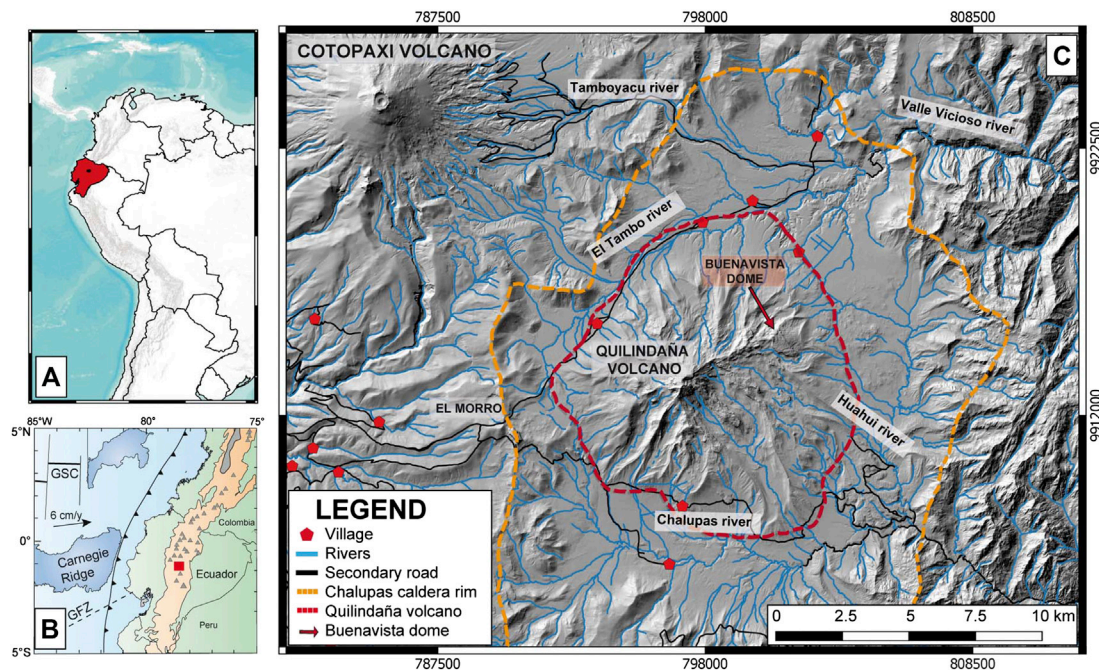 A
85°W
80°
75°
5°N
GSC
6 cm/y
Colombia
0°
Carnegie
Ridge
Ecuador
GFZ
Peru
5°S
B
787500
798000
808500
COTOPAXI VOLCANO
C
Tamboyacu river
Valle Vicioso river
9922500
El Tambo river
BUENAVISTA
DOME
QUILINDAÑA
VOLCANO
EL MORRO
Huahui river
9912000
Chalupas river
LEGEND
Village
Rivers
Secondary road
Chalupas caldera rim
Quilindaña volcano
Buenavista dome
0 2.5 5 7.5 10 km
787500
798000
808500